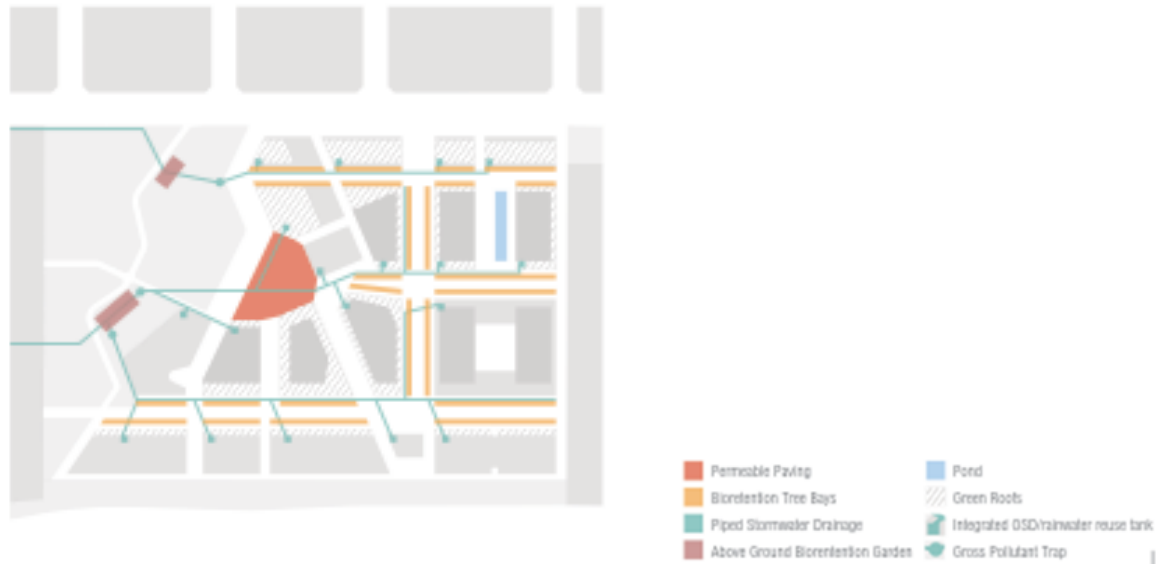 Permeable Paving
Bioretention Tree Bays
Piped Stormwater Drainage
Above Ground Biorentention Garden
Pond
Green Roofs
Integrated OSD/rainwater reuse tank
Gross Pollutant Trap